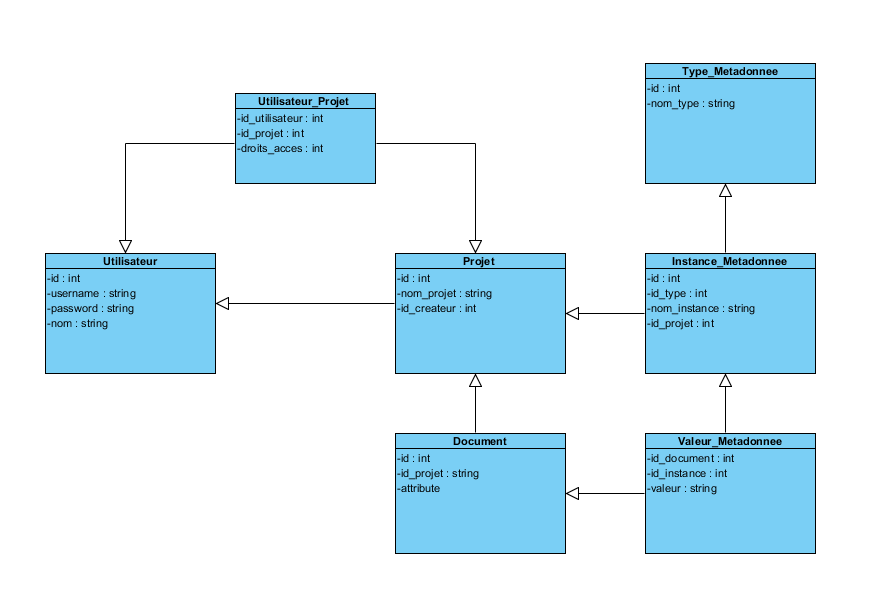 Type_Metadonnee
-id : int
-nom_type : string
Utilisateur_Projet
-id_utilisateur : int
-id_projet : int
-droits_acces : int
Utilisateur
-id : int
-username : string
-password : string
-nom : string
Projet
-id : int
-nom_projet : string
-id_createur : int
Instance_Metadonnee
-id : int
-id_type : int
-nom_instance : string
-id_projet : int
Document
-id : int
-id_projet : string
-attribute
Valeur_Metadonnee
-id_document : int
-id_instance : int
-valeur : string